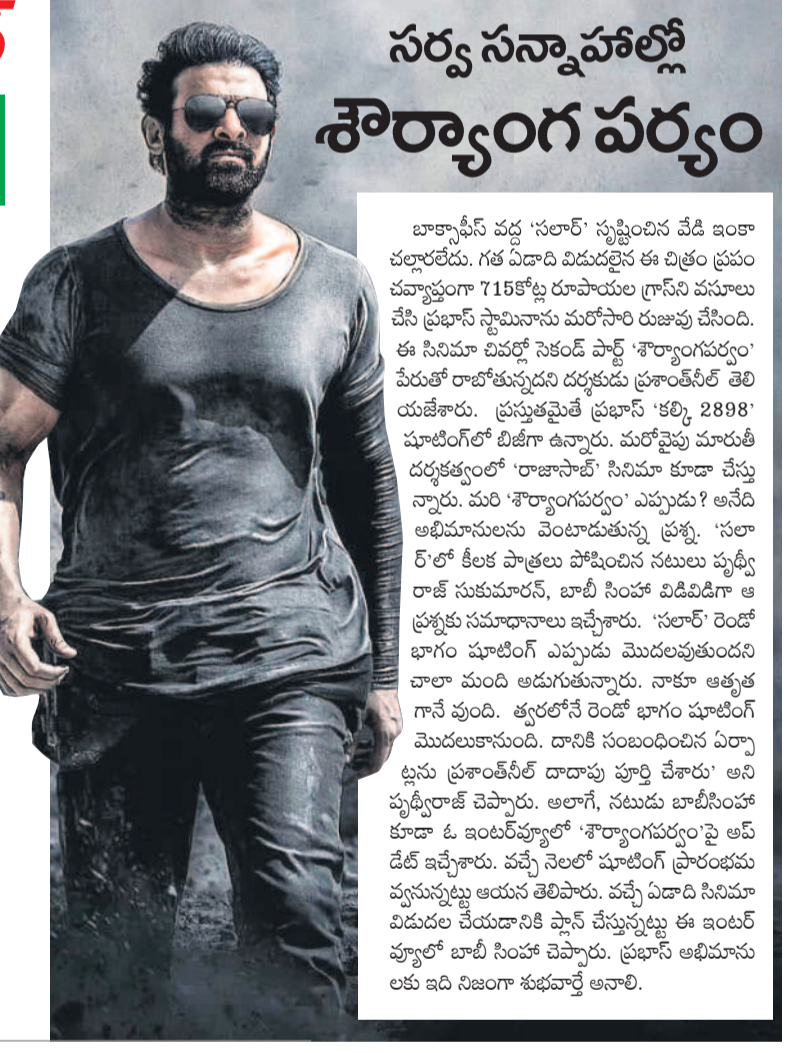 సర్వ సన్నాహాల్లో
శౌర్యాంగ పర్యం
బాక్సాఫీస్ వద్ద ‘సలార్’ సృష్టించిన వేడి ఇంకా
చల్లారలేదు. గత ఏడాది విడుదలైన ఈ చిత్రం ప్రపం
చవ్యాప్తంగా 715కోట్ల రూపాయల గ్రాస్‌ని వసూలు
చేసి ప్రభాస్ స్టామినాను మరోసారి రుజువు చేసింది.
ఈ సినిమా చివర్లో సెకండ్ పార్ట్ ‘శౌర్యాంగపర్వం’
పేరుతో రాబోతున్నదని దర్శకుడు ప్రశాంత్‌నీల్ తెలి
యజేశారు. ప్రస్తుతమైతే ప్రభాస్ ‘కల్కి 2898’
షూటింగ్‌లో బిజీగా ఉన్నారు. మరోవైపు మారుతీ
దర్శకత్వంలో ‘రాజాసాబ్’ సినిమా కూడా చేస్తు
న్నారు. మరి ‘శౌర్యాంగపర్వం’ ఎప్పుడు? అనేది
అభిమానులను వెంటాడుతున్న ప్రశ్న. ‘సలా
ర్’లో కీలక పాత్రలు పోషించిన నటులు పృథ్వీ
రాజ్ సుకుమారన్, బాబీ సింహా విడివిడిగా ఆ
ప్రశ్నకు సమాధానాలు ఇచ్చేశారు. ‘సలార్’ రెండో
భాగం షూటింగ్ ఎప్పుడు మొదలవుతుందని
చాలా మంది అడుగుతున్నారు. నాకూ ఆతృత
గానే వుంది. త్వరలోనే రెండో భాగం షూటింగ్
మొదలుకానుంది. దానికి సంబంధించిన ఏర్పా
ట్లను ప్రశాంత్‌నీల్ దాదాపు పూర్తి చేశారు’ అని
పృథ్వీరాజ్ చెప్పారు. అలాగే, నటుడు బాబీసింహా
కూడా ఓ ఇంటర్‌వ్యూలో ‘శౌర్యాంగపర్వం’పై అప్
డేట్ ఇచ్చేశారు. వచ్చే నెలలో షూటింగ్ ప్రారంభమ
వ్వనున్నట్టు ఆయన తెలిపారు. వచ్చే ఏడాది సినిమా
విడుదల చేయడానికి ప్లాన్ చేస్తున్నట్టు ఈ ఇంటర్
వ్యూలో బాబీ సింహా చెప్పారు. ప్రభాస్ అభిమాను
లకు ఇది నిజంగా శుభవార్తే అనాలి.